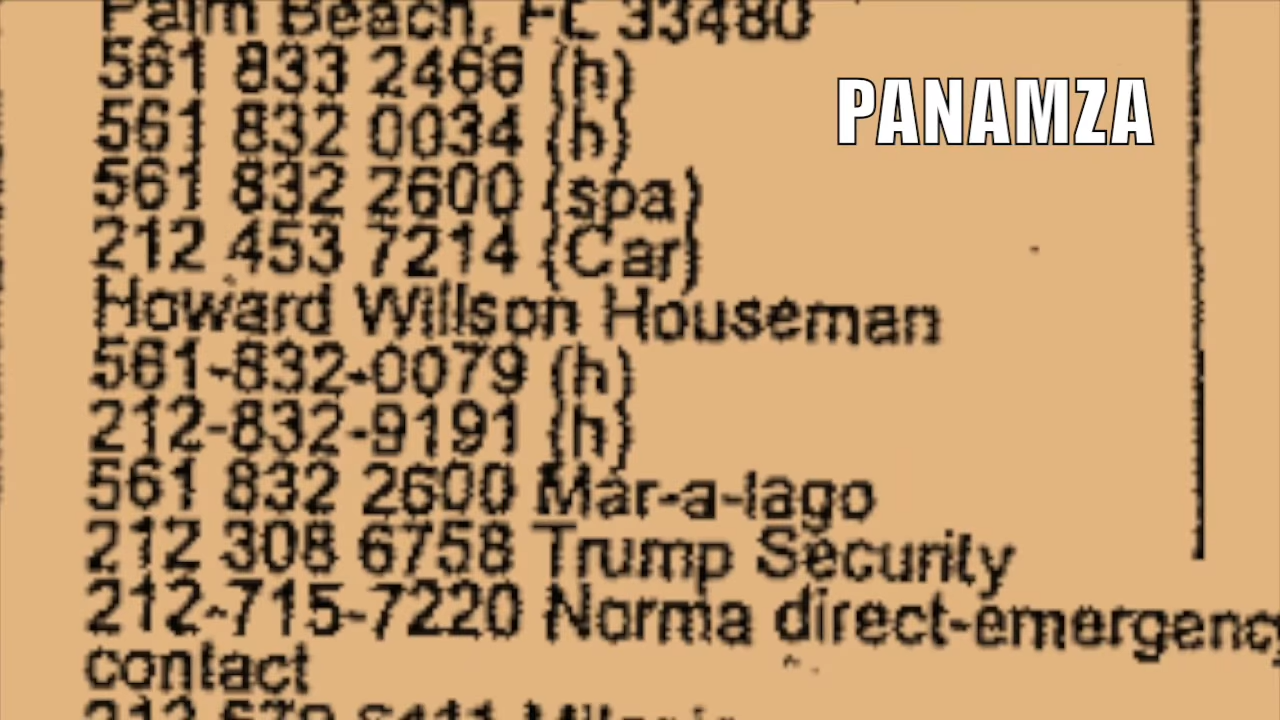 Palm Beach, FL 33480
561 833 2466 (h)
PANAMZA
561 832 0034 (h)
561 832 2600 (spa)
212 453 7214 (Car)
Howard Willson Houseman
561-832-0079 (h)
212-832-9191 (h)
561 832 2600 Mar-a-lago
212 308 6758 Trump Security
212-715-7220 Norma direct-emergency
contact